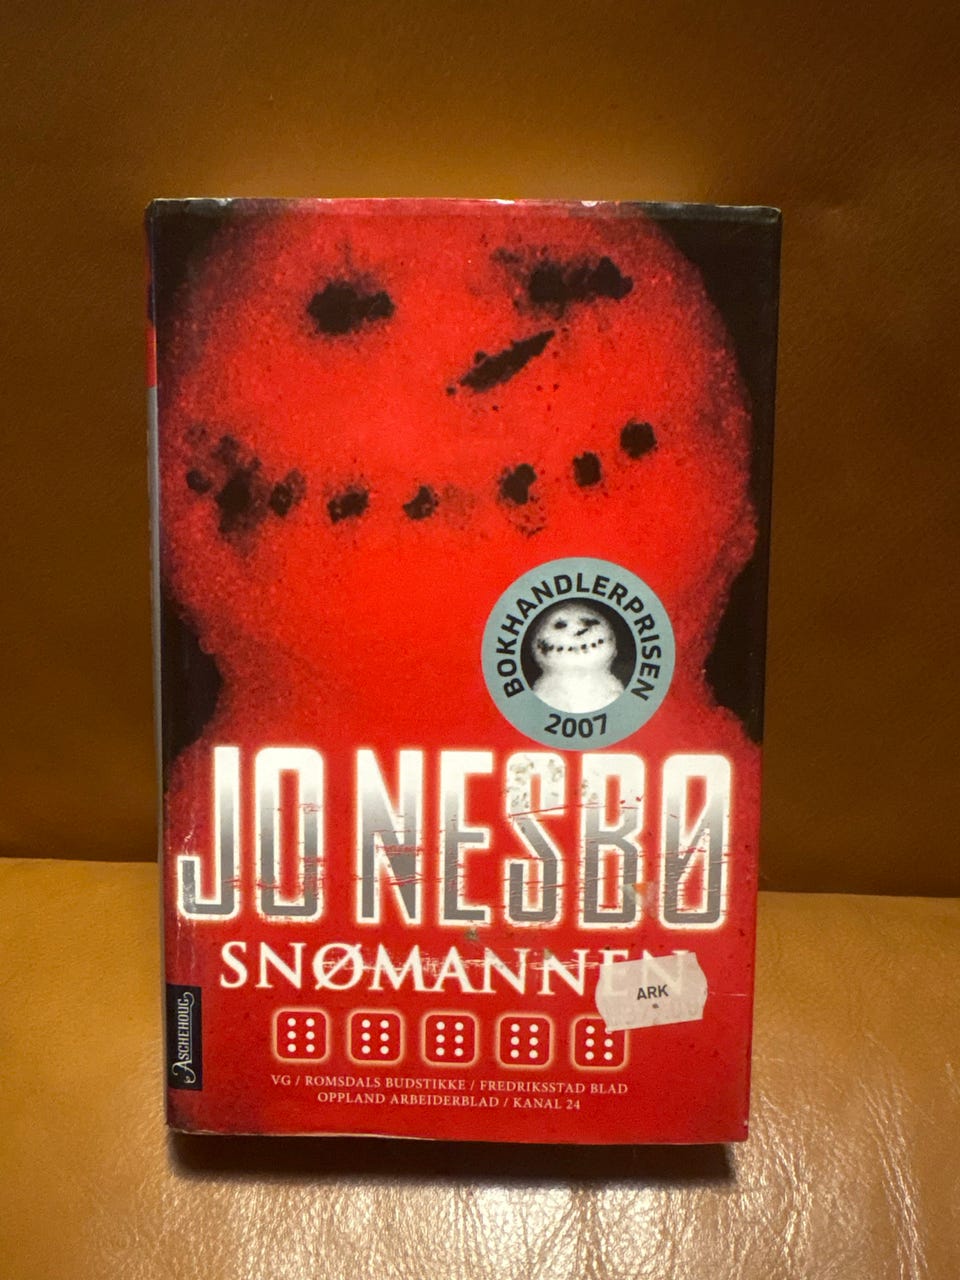 BOKHANDLERPRISEN
2007
JO NESBØ
SNØMANNEN
ARK
ASCHEHOUG
VG / ROMSDALS BUDSTIKKE / FREDRIKSSTAD BLAD
OPPLAND ARBEIDERBLAD / KANAL 24